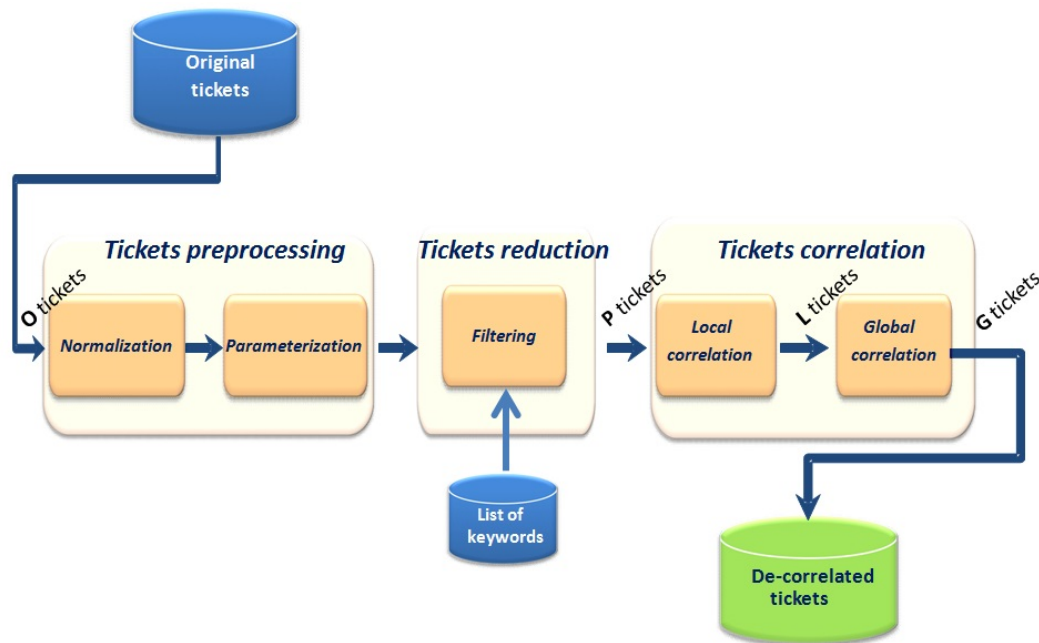 Original
tickets
Tickets preprocessing
Tickets reduction
Tickets correlation
O tickets
Normalization
Parameterization
Filtering
P tickets
Local
correlation
L tickets
Global
correlation
G tickets
List of
keywords
De-correlated
tickets